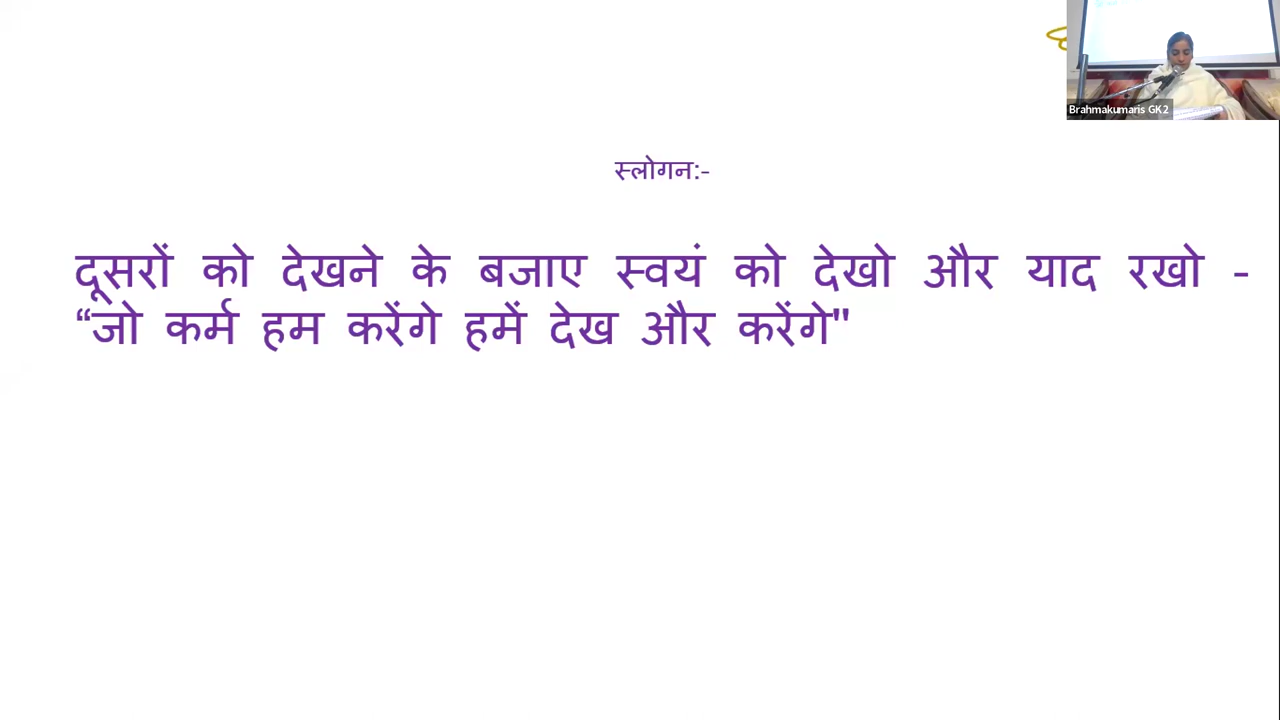 Brahmakumaris GK2
स्लोगन:-
दूसरों को देखने के बजाए स्वयं को देखो और याद रखो -
“जो कर्म हम करेंगे हमें देख और करेंगे"